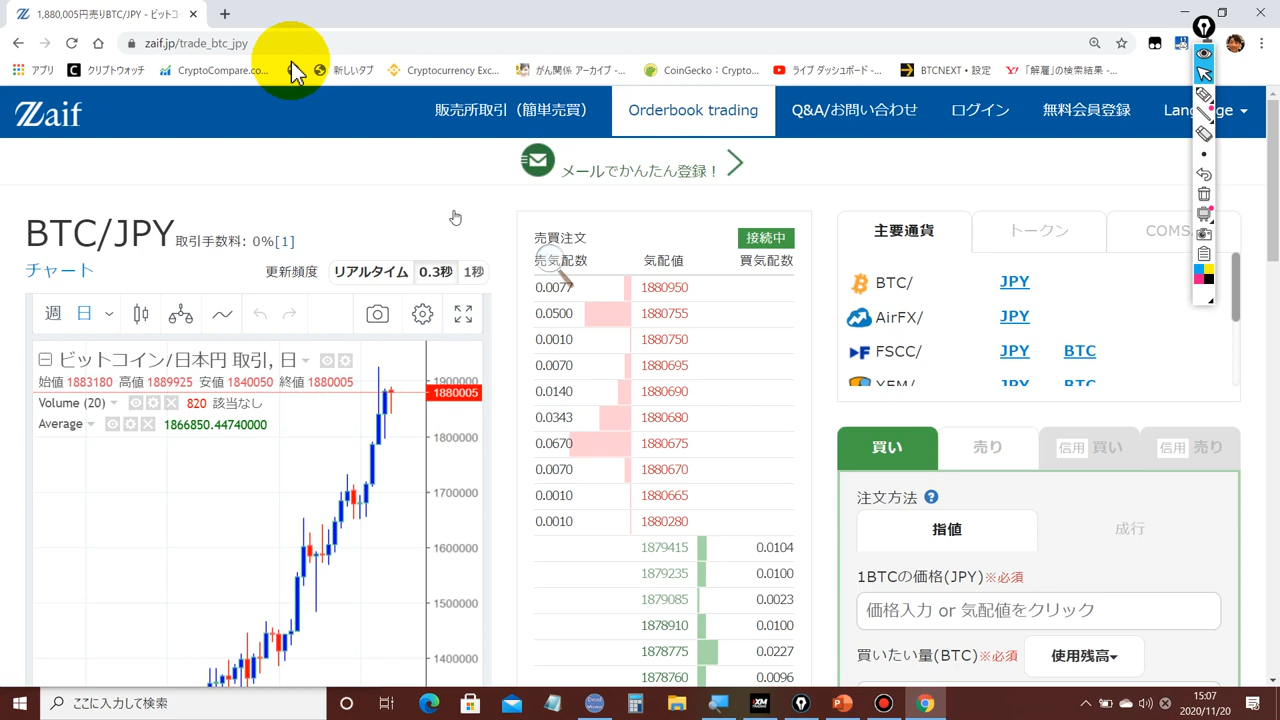 1,880,005円売りBTC/JPY - ビットコ
zaif.jp/trade_btc_jpy
アプリ
クリプトウォッチ
CryptoCompare.co...
新しいタブ
Cryptocurrency Exc...
がん関係 アーカイブ -...
CoinGecko : Crypto...
ライブ ダッシュボード -...
BTCNEXT・設定
「解雇」の検索結果 -...
Zaif
販売所取引（簡単売買）
Orderbook trading
Q&A/お問い合わせ
ログイン
無料会員登録
メールでかんたん登録！
BTC/JPY 取引手数料: 0%[1]
チャート
更新頻度 リアルタイム 0.3秒 1秒
週 日
ビットコイン/日本円 取引, 日
始値 1883180 高値 1889925 安値 1840050 終値 1880005
Volume (20) 820 該当なし
Average 1866850.44740000
1900000
1880005
1800000
1700000
1600000
1500000
1400000
売買注文 接続中
売気配数 気配値 買気配数
0.0077 1880950
0.0500 1880755
0.0010 1880750
0.0070 1880695
0.0140 1880690
0.0343 1880680
0.0670 1880675
0.0070 1880670
0.0010 1880665
0.0010 1880280
1879415 0.0104
1879235 0.0100
1879085 0.0023
1878910 0.0100
1878775 0.0227
1878760 0.0096
主要通貨 トークン COMS
BTC/ JPY
AirFX/ JPY
FSCC/ JPY BTC
XEM/ JPY BTC
買い 売り 信用 買い 信用 売り
注文方法
指値 成行
1BTCの価格(JPY)※必須
価格入力 or 気配値をクリック
買いたい量(BTC)※必須 使用残高
ここに入力して検索
XM
15:07
2020/11/20